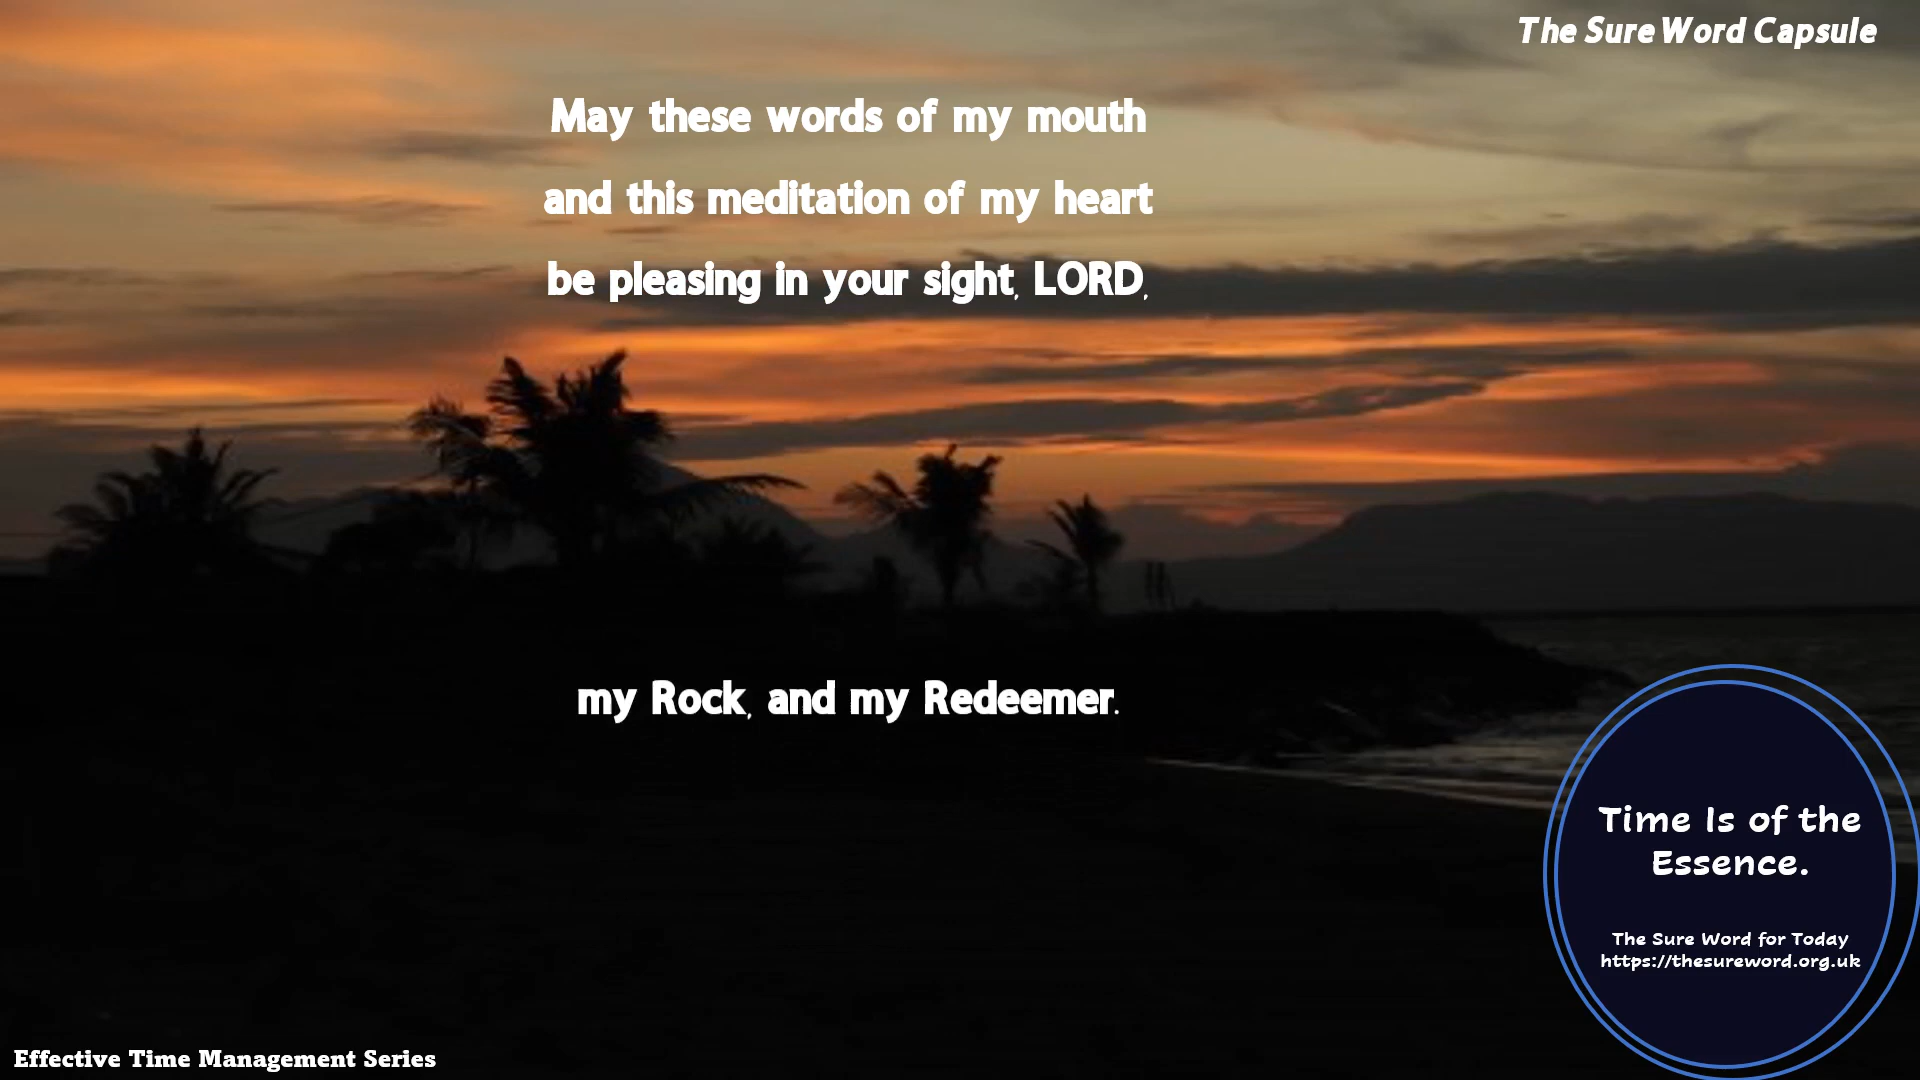 The Sure Word Capsule
May these words of my mouth
and this meditation of my heart
be pleasing in your sight, LORD,
my Rock, and my Redeemer.
Time Is of the
Essence.
The Sure Word for Today
https://thesureword.org.uk
Effective Time Management Series